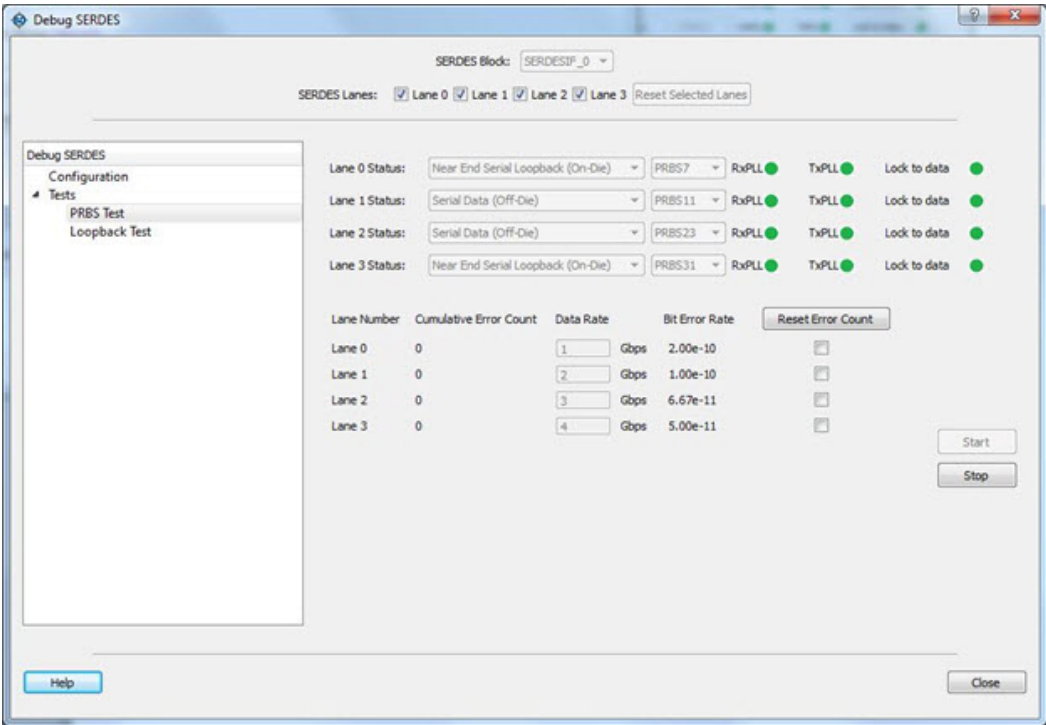 Debug SERDES
SERDES Block: SERDESIF_0
SERDES Lanes: Lane 0 Lane 1 Lane 2 Lane 3 Reset Selected Lanes
Debug SERDES
Configuration
Tests
PRBS Test
Loopback Test
Lane 0 Status: Near End Serial Loopback (On-Die) PRBS7 RxPLL TxPLL Lock to data
Lane 1 Status: Serial Data (Off-Die) PRBS11 RxPLL TxPLL Lock to data
Lane 2 Status: Serial Data (Off-Die) PRBS23 RxPLL TxPLL Lock to data
Lane 3 Status: Near End Serial Loopback (On-Die) PRBS31 RxPLL TxPLL Lock to data
Lane Number Cumulative Error Count Data Rate Bit Error Rate Reset Error Count
Lane 0 0 1 Gbps 2.00e-10
Lane 1 0 2 Gbps 1.00e-10
Lane 2 0 3 Gbps 6.67e-11
Lane 3 0 4 Gbps 5.00e-11
Start
Stop
Help Close